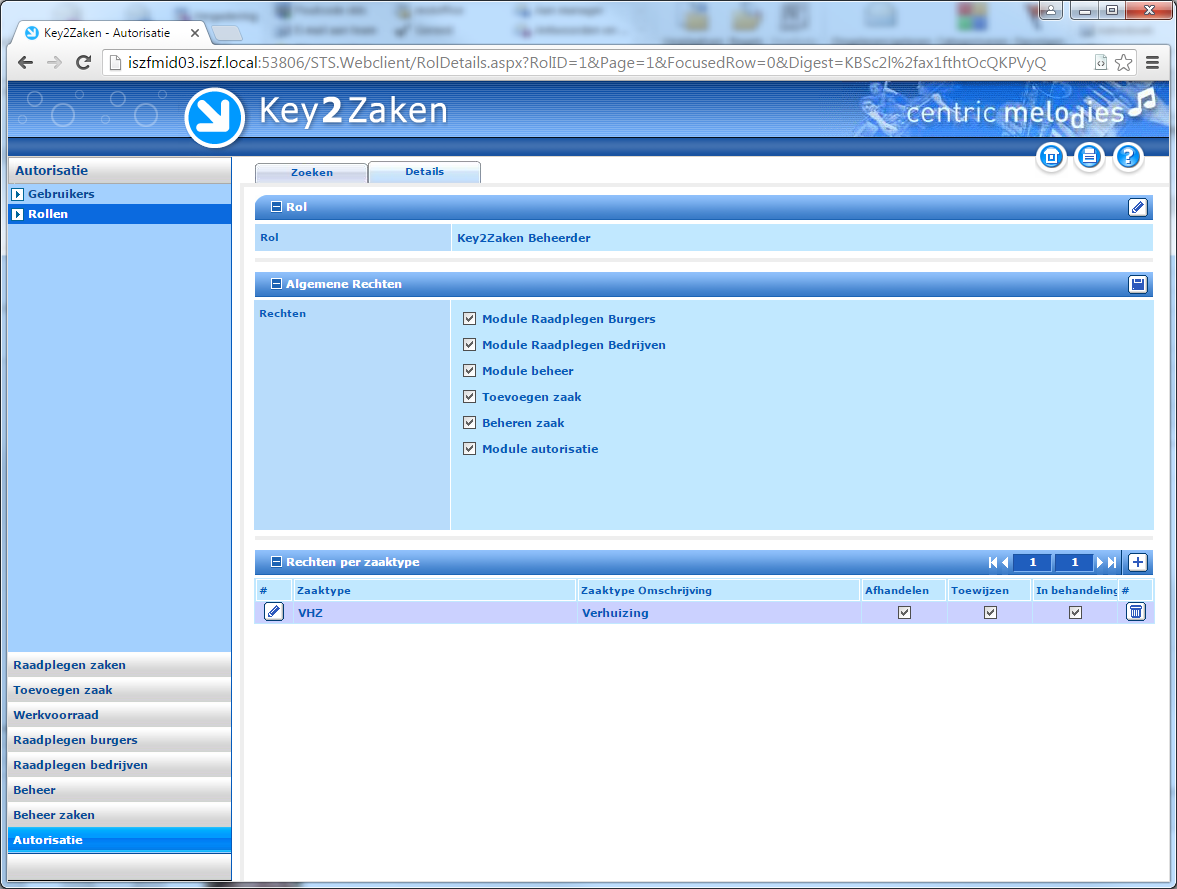 Key2Zaken - Autorisatie
iszfmid03.iszf.local:53806/STS.Webclient/RolDetails.aspx?RolID=1&Page=1&FocusedRow=0&Digest=KBSc2l%2fax1fthtOcQKPVyQ
Key2Zaken
centric melodies
Autorisatie
Gebruikers
Rollen
Zoeken
Details
Rol
Rol
Key2Zaken Beheerder
Algemene Rechten
Rechten
Module Raadplegen Burgers
Module Raadplegen Bedrijven
Module beheer
Toevoegen zaak
Beheren zaak
Module autorisatie
Rechten per zaaktype
1
1
# Zaaktype Zaaktype Omschrijving Afhandelen Toewijzen In behandeling #
VHZ Verhuizing
Raadplegen zaken
Toevoegen zaak
Werkvoorraad
Raadplegen burgers
Raadplegen bedrijven
Beheer
Beheer zaken
Autorisatie